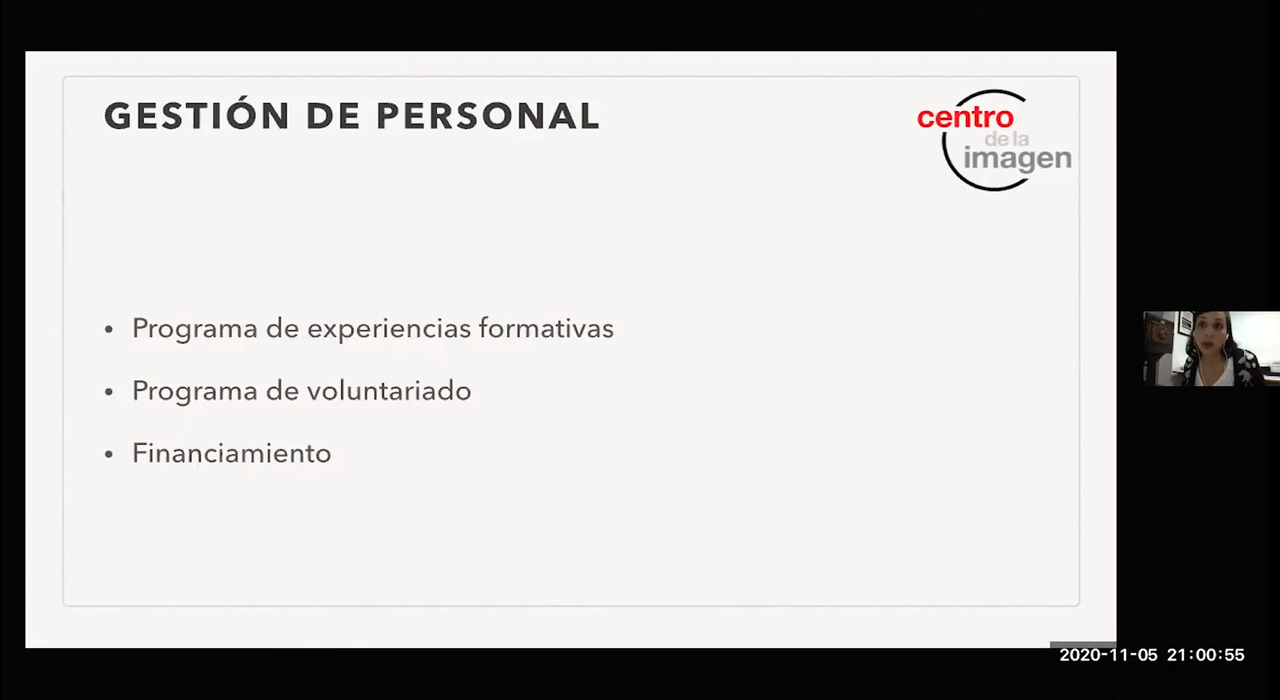 GESTIÓN DE PERSONAL
centro
de la
imagen
• Programa de experiencias formativas
• Programa de voluntariado
• Financiamiento
2020-11-05 21:00:55